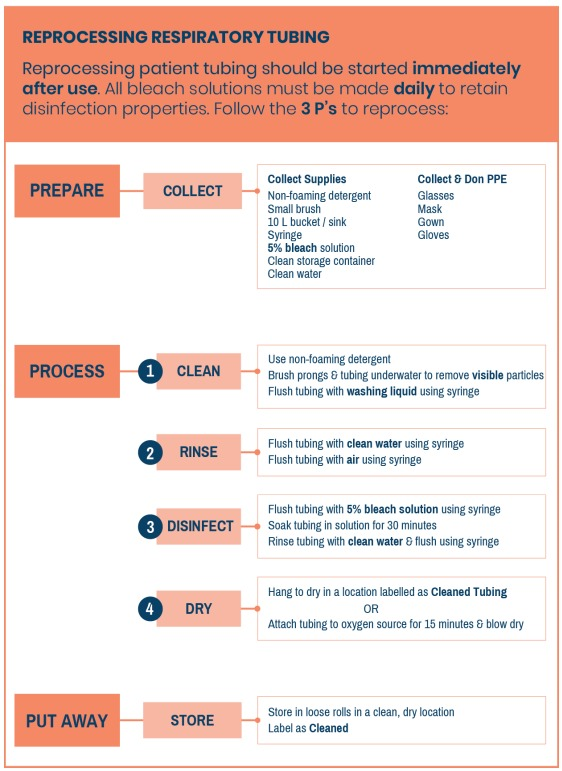 REPROCESSING RESPIRATORY TUBING
Reprocessing patient tubing should be started immediately
after use. All bleach solutions must be made daily to retain
disinfection properties. Follow the 3 P's to reprocess:
PREPARE
COLLECT
Collect Supplies
Non-foaming detergent
Small brush
10 L bucket / sink
Syringe
5% bleach solution
Clean storage container
Clean water
Collect & Don PPE
Glasses
Mask
Gown
Gloves
PROCESS
1 CLEAN
Use non-foaming detergent
Brush prongs & tubing underwater to remove visible particles
Flush tubing with washing liquid using syringe
2 RINSE
Flush tubing with clean water using syringe
Flush tubing with air using syringe
3 DISINFECT
Flush tubing with 5% bleach solution using syringe
Soak tubing in solution for 30 minutes
Rinse tubing with clean water & flush using syringe
4 DRY
Hang to dry in a location labelled as Cleaned Tubing
OR
Attach tubing to oxygen source for 15 minutes & blow dry
PUT AWAY
STORE
Store in loose rolls in a clean, dry location
Label as Cleaned